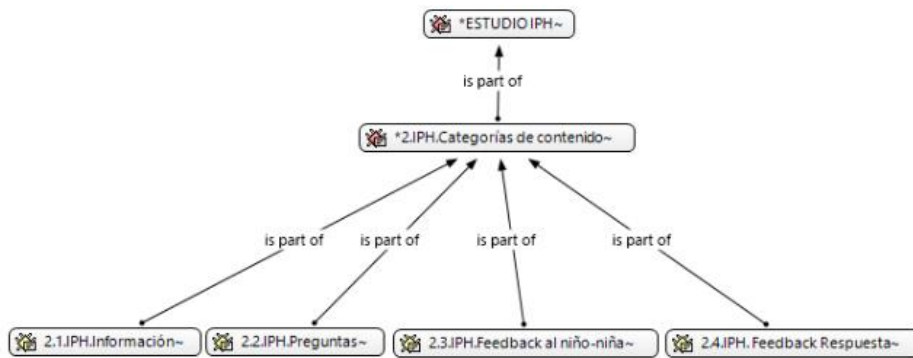 *ESTUDIO IPH~
is part of
*2.IPH.Categorías de contenido~
is part of
is part of
is part of
is part of
2.1.IPH.Información~
2.2.IPH.Preguntas~
2.3.IPH.Feedback al niño-niña~
2.4.IPH. Feedback Respuesta~